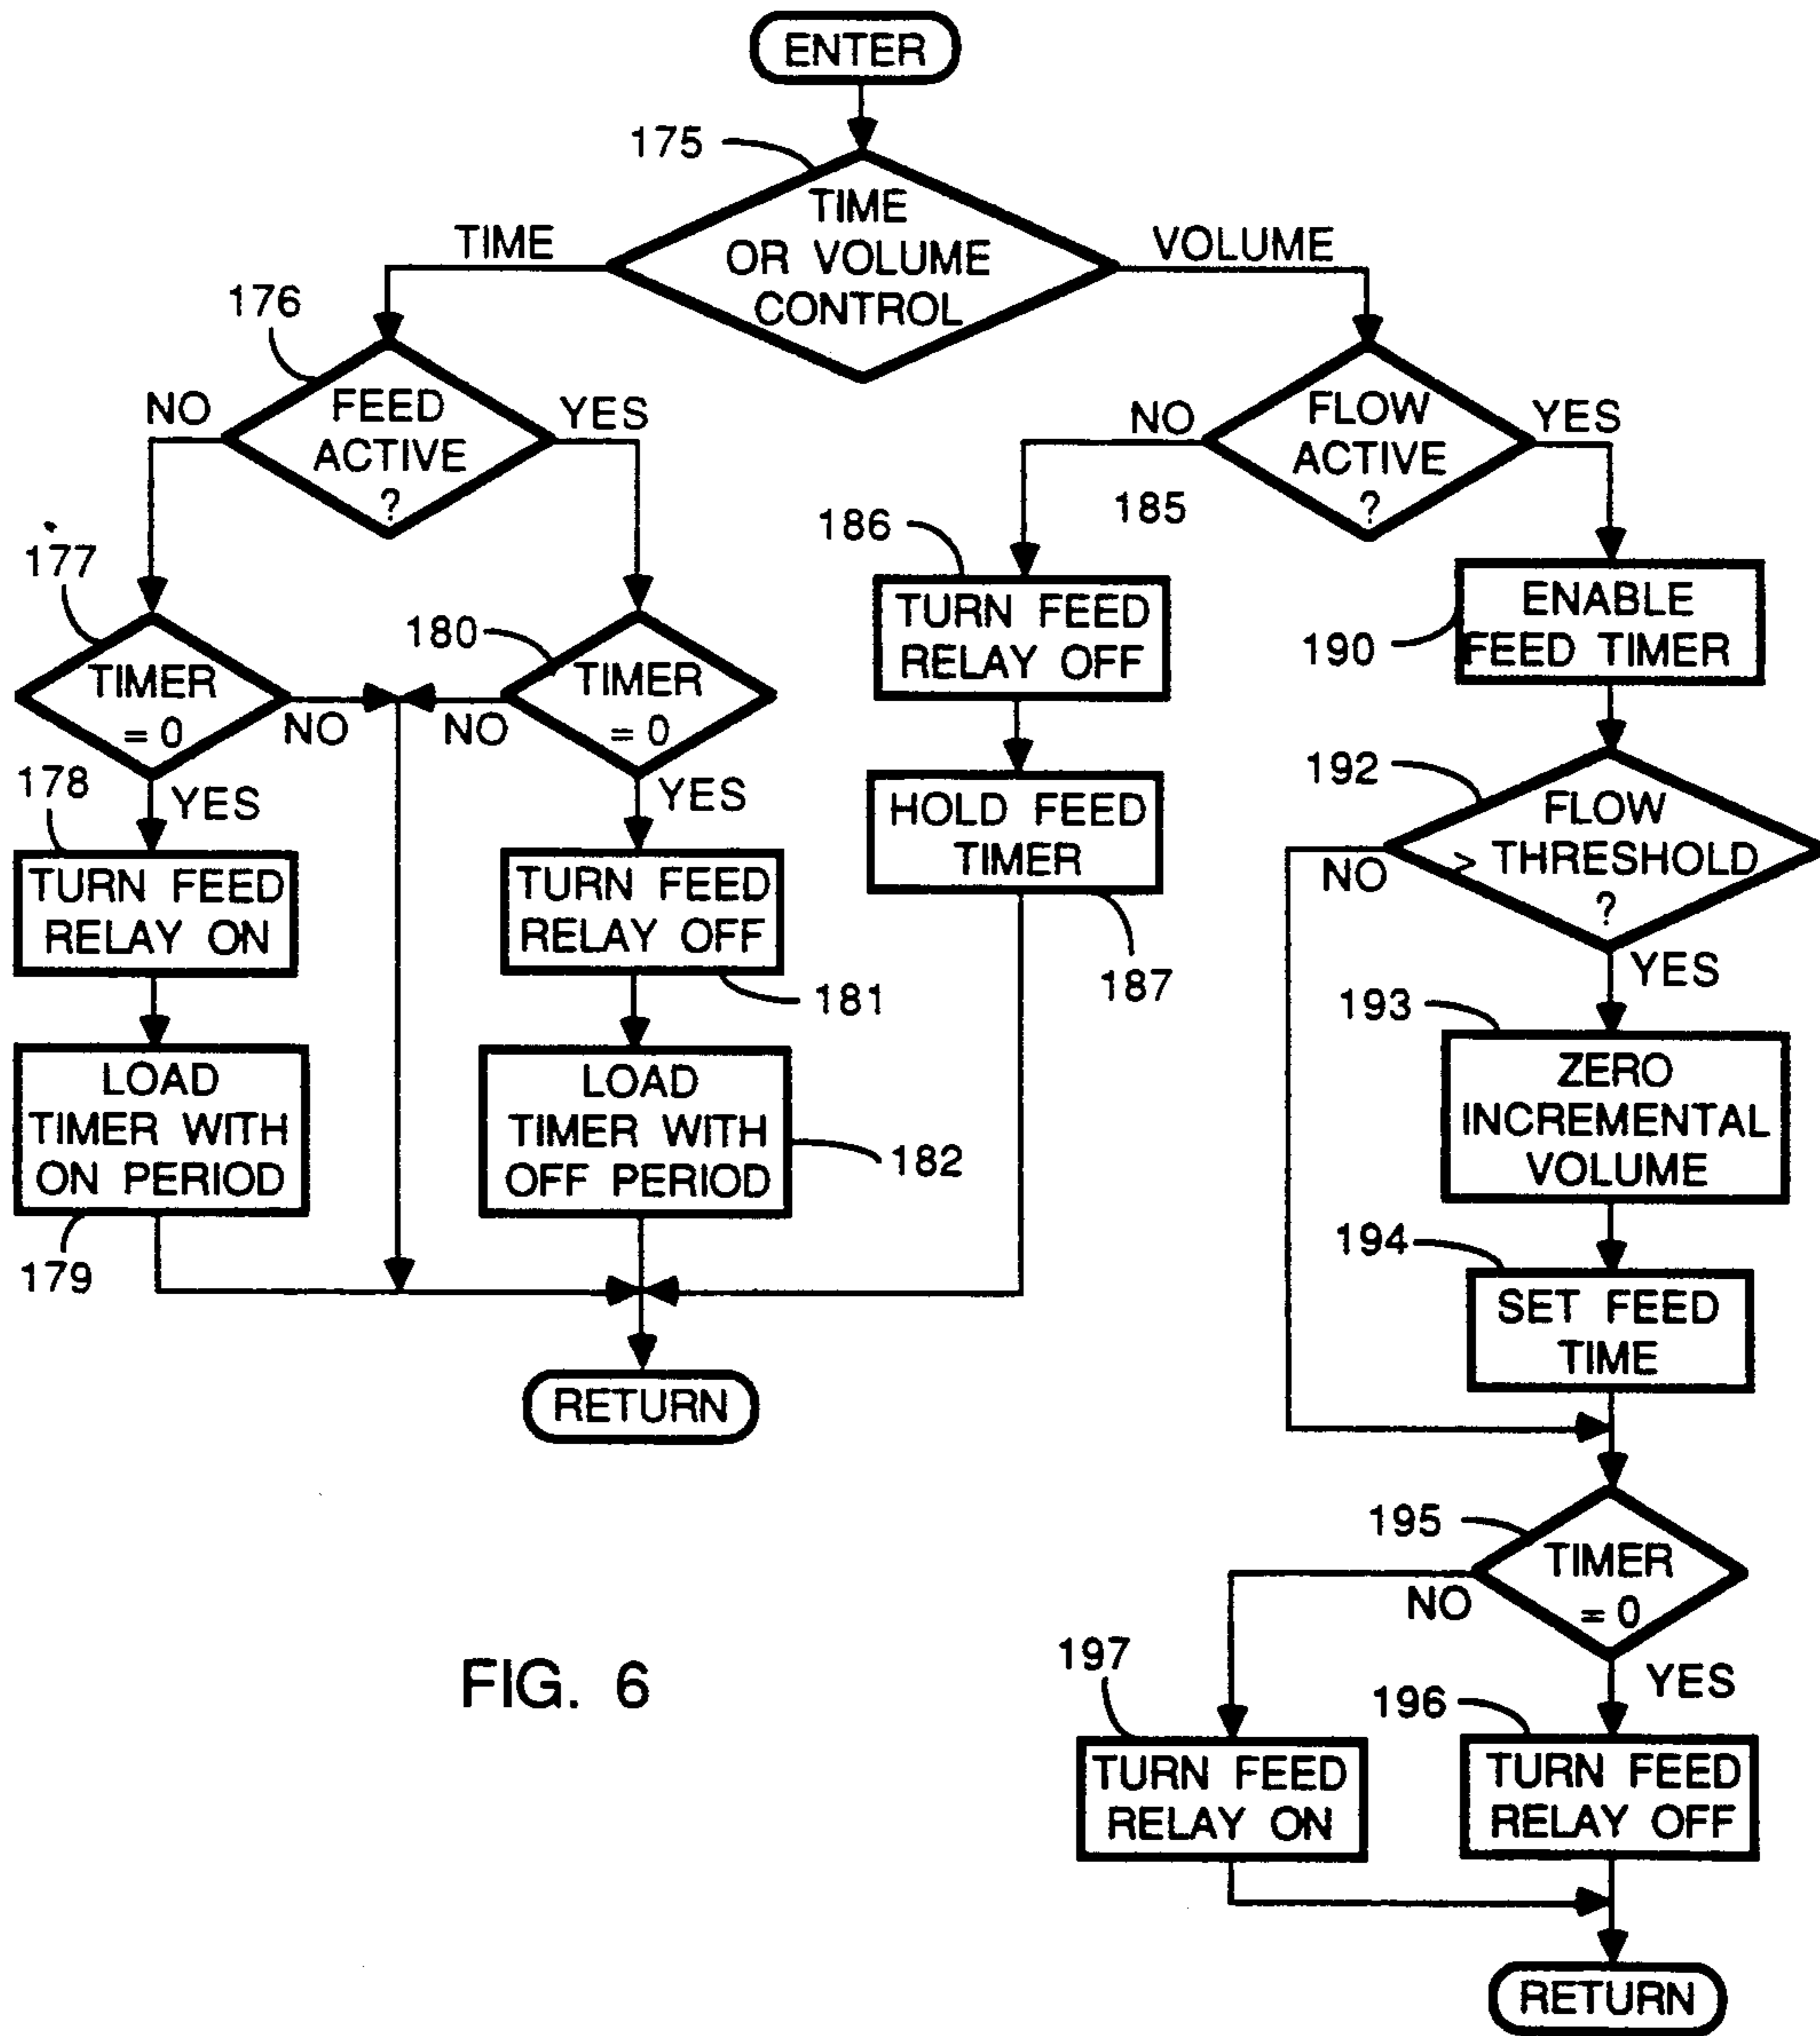 ENTER
175
TIME
OR VOLUME
CONTROL
TIME
VOLUME
176
FEED
ACTIVE
?
NO
YES
177
TIMER
= 0
NO
YES
178
TURN FEED
RELAY ON
LOAD
TIMER WITH
ON PERIOD
179
180
TIMER
= 0
NO
YES
TURN FEED
RELAY OFF
181
LOAD
TIMER WITH
OFF PERIOD
182
RETURN
FLOW
ACTIVE
?
185
NO
YES
186
TURN FEED
RELAY OFF
HOLD FEED
TIMER
187
190
ENABLE
FEED TIMER
192
FLOW
> THRESHOLD
?
NO
YES
193
ZERO
INCREMENTAL
VOLUME
194
SET FEED
TIME
195
TIMER
= 0
NO
YES
197
TURN FEED
RELAY ON
196
TURN FEED
RELAY OFF
RETURN
FIG. 6